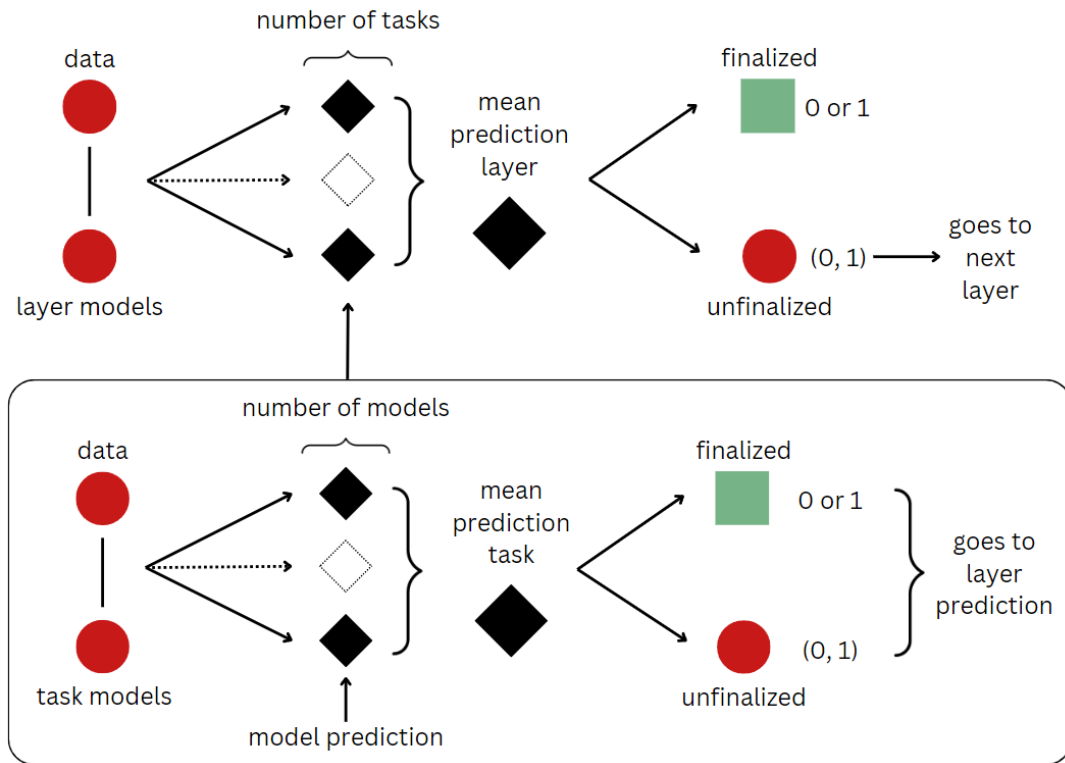 number of tasks
data
finalized
mean
prediction
layer
0 or 1
goes to
next
layer
(0, 1)
layer models
unfinalized
number of models
data
finalized
mean
prediction
task
0 or 1
goes to
layer
prediction
(0, 1)
task models
unfinalized
model prediction